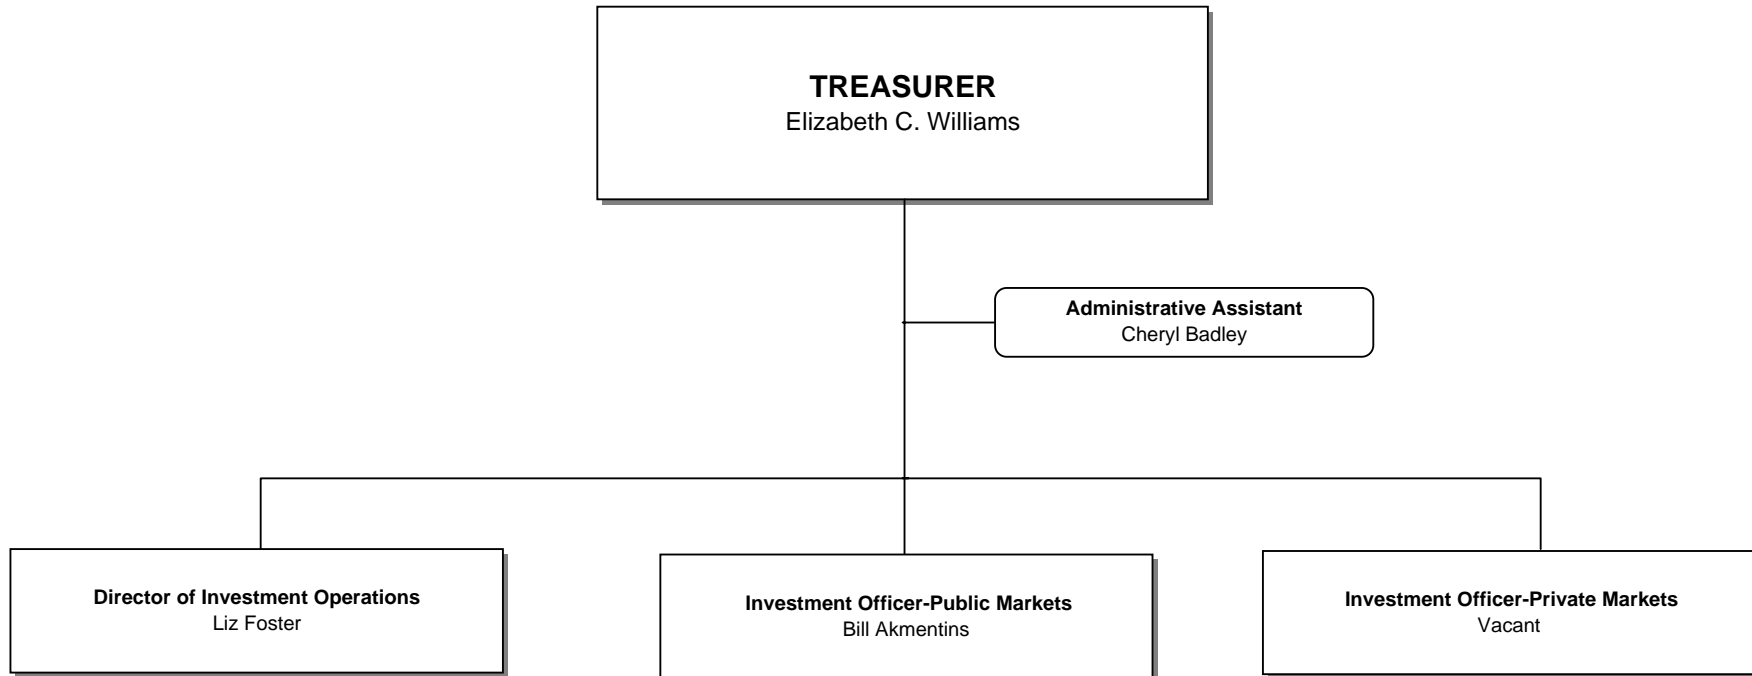 TREASURER
Elizabeth C. Williams
Administrative Assistant
Cheryl Badley
Director of Investment Operations
Liz Foster
Investment Officer-Public Markets
Bill Akmentins
Investment Officer-Private Markets
Vacant